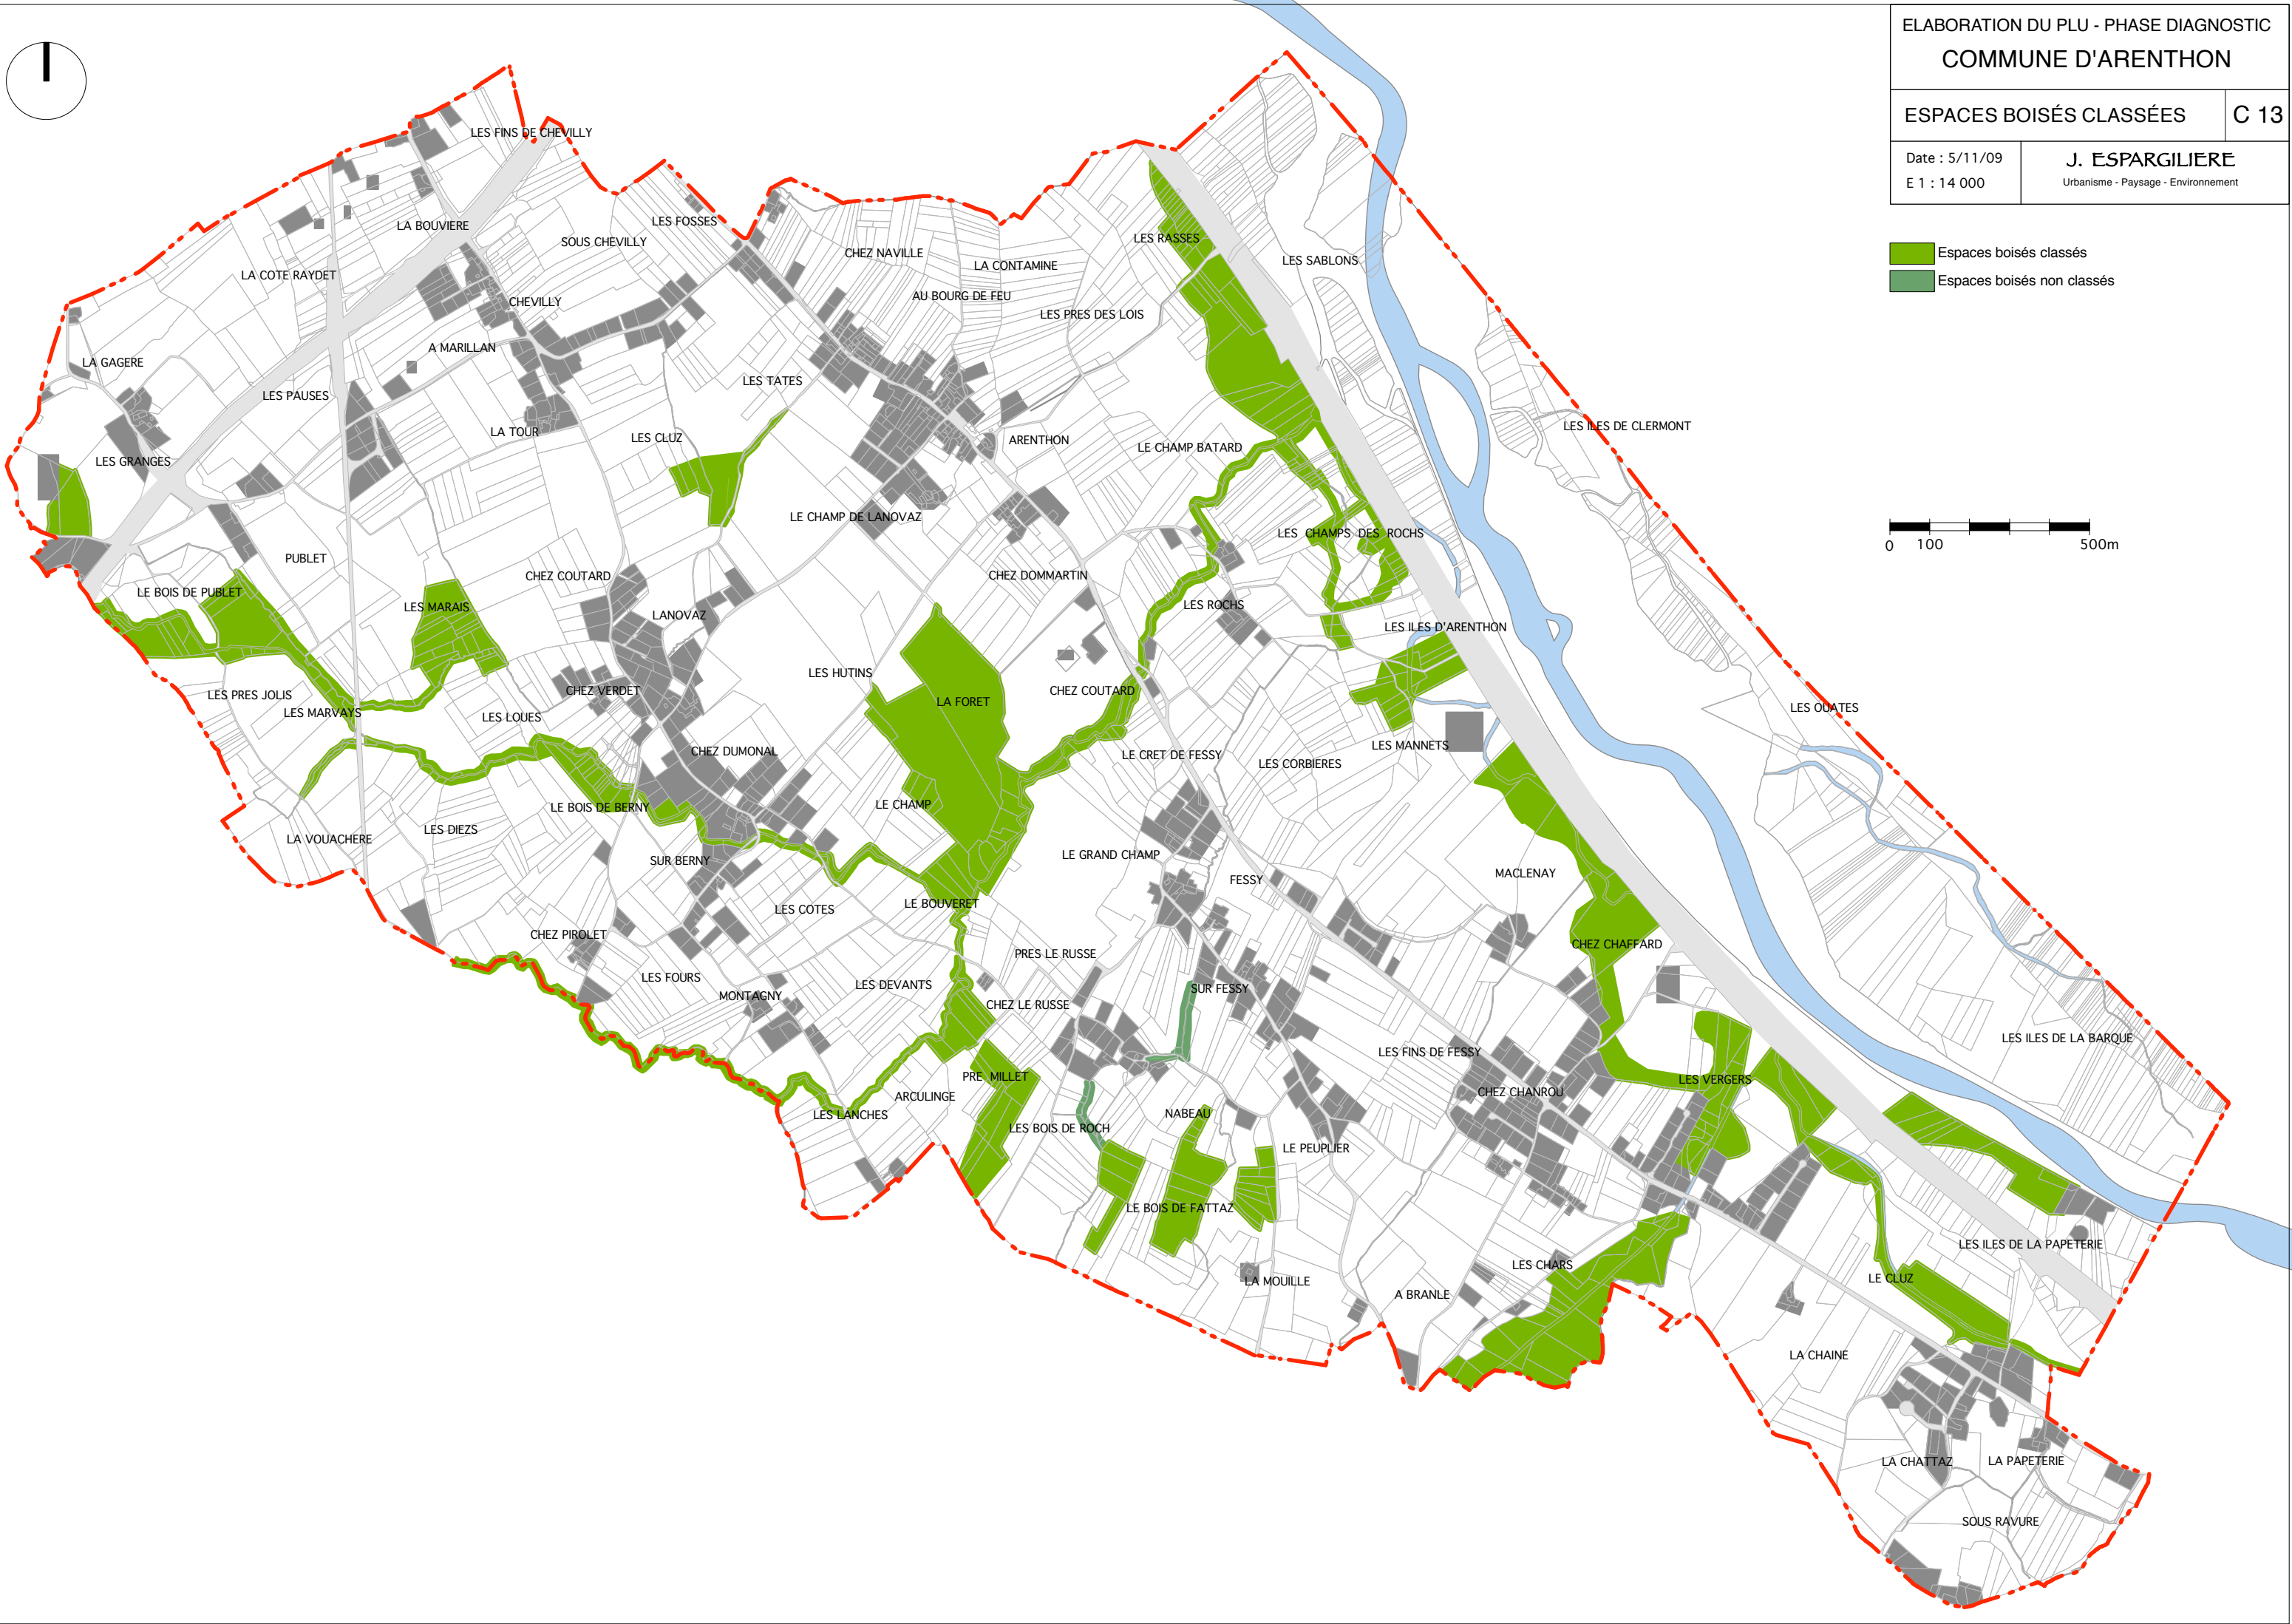 ELABORATION DU PLU - PHASE DIAGNOSTIC
COMMUNE D'ARENTHON
ESPACES BOISÉS CLASSÉES
C 13
Date : 5/11/09
E 1 : 14 000
J. ESPARGILIERE
Urbanisme - Paysage - Environnement
Espaces boisés classés
Espaces boisés non classés
0 100 500m
LES FINS DE CHEVILLY
LA BOUVIERE
LES FOSSES
SOUS CHEVILLY
LA COTE RAYDET
CHEVILLY
CHEZ NAVILLE
LA CONTAMINE
AU BOURG DE FEU
LES PRES DES LOIS
LES RASSES
LES SABLONS
LA GAGERE
A MARILLAN
LES PAUSES
LES TATES
LA TOUR
LES CLUZ
ARENTHON
LE CHAMP BATARD
LES ILES DE CLERMONT
LES GRANGES
LE CHAMP DE LANOVAZ
LES CHAMPS DES ROCHS
PUBLET
CHEZ COUTARD
CHEZ DOMMARTIN
LE BOIS DE PUBLET
LES MARAIS
LANOVAZ
LES ROCHS
LES ILES D'ARENTHON
LES HUTINS
LES PRES JOLIS
CHEZ VERDET
CHEZ COUTARD
LA FORET
LES MARVAYS
LES LOUES
LES OUATES
CHEZ DUMONAL
LE CRET DE FESSY
LES CORBIERES
LES MANNETS
LE BOIS DE BERNY
LE CHAMP
LES DIEZS
LA VOUACHERE
SUR BERNY
LE GRAND CHAMP
FESSY
MACLENAY
LES COTES
LE BOUVERET
CHEZ PIROLET
PRES LE RUSSE
CHEZ CHAFFARD
LES FOURS
MONTAGNY
LES DEVANTS
SUR FESSY
CHEZ LE RUSSE
LES ILES DE LA BARQUE
LES FINS DE FESSY
PRE MILLET
LES VERGERS
CHEZ CHANROU
ARCULINGE
LES LANCHES
NABEAU
LES BOIS DE ROCH
LE PEUPLIER
LE BOIS DE FATTAZ
LES ILES DE LA PAPETERIE
LES CHARS
LE CLUZ
LA MOUILLE
A BRANLE
LA CHAINE
LA CHATTAZ
LA PAPETERIE
SOUS RAVURE